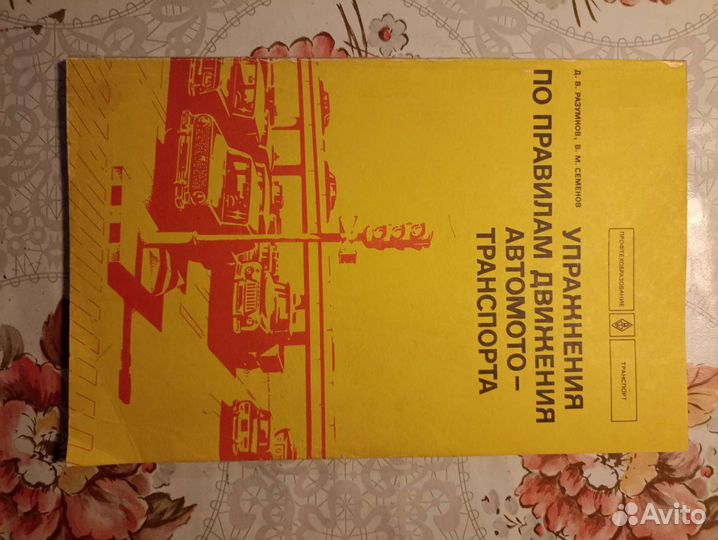 Д. В. РАЗУМНОВ, В. М. СЕМЕНОВ
УПРАЖНЕНИЯ
ПО ПРАВИЛАМ ДВИЖЕНИЯ
АВТОМОТО-
ТРАНСПОРТА
ПРОФТЕХОБРАЗОВАНИЕ
ТРАНСПОРТ
Avito